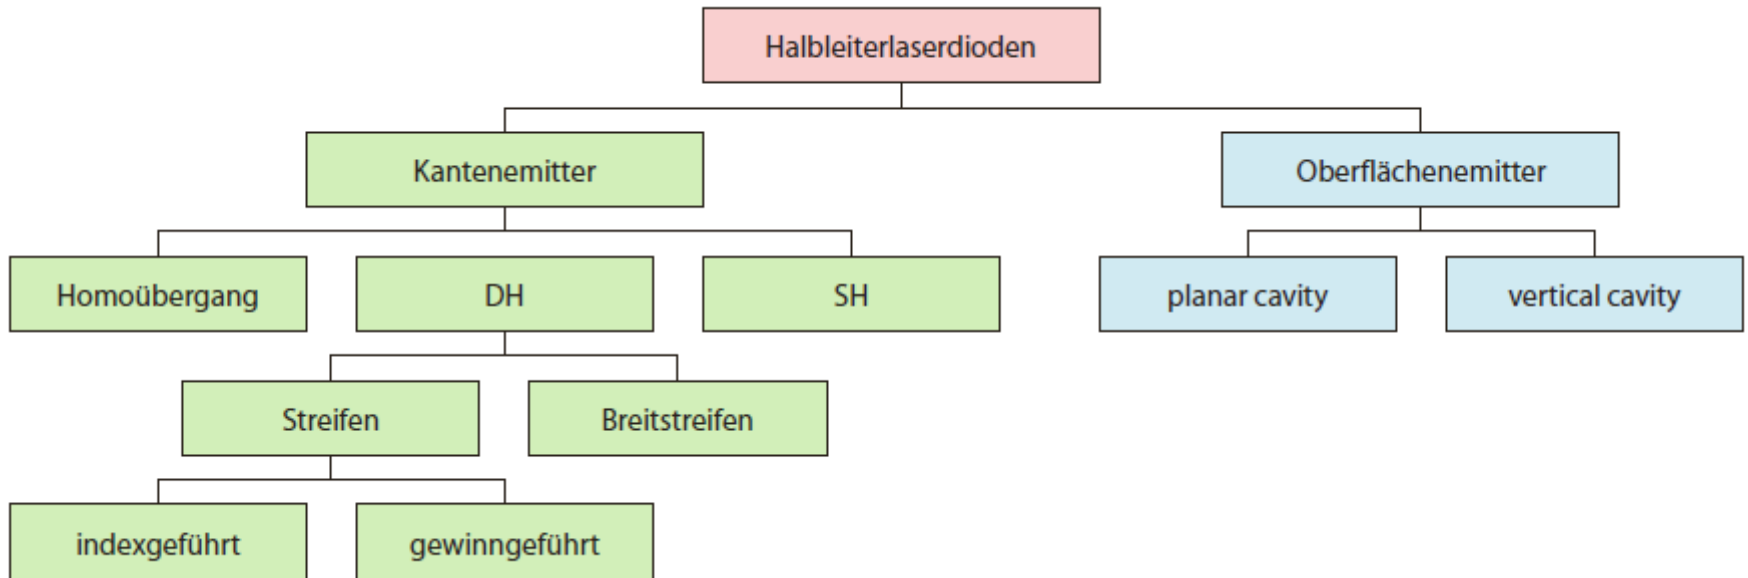 Halbleiterlaserdioden
Kantenemitter
Oberflächenemitter
Homoübergang
DH
SH
planar cavity
vertical cavity
Streifen
Breitstreifen
indexgeführt
gewinngeführt